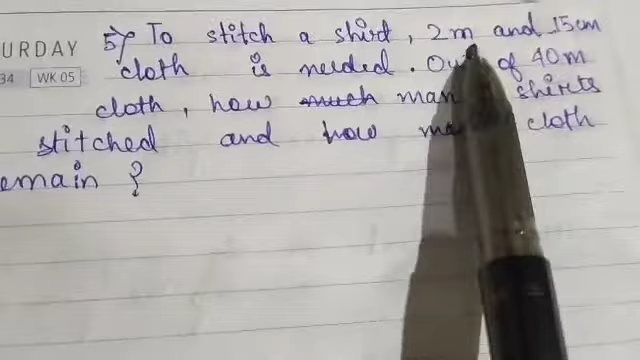 URDAY
34 WK 05
5) To stitch a shirt, 2m and 15cm
cloth is needed. Ou of 40m
cloth, how much man shirts
stitched and how ma cloth
emain ?